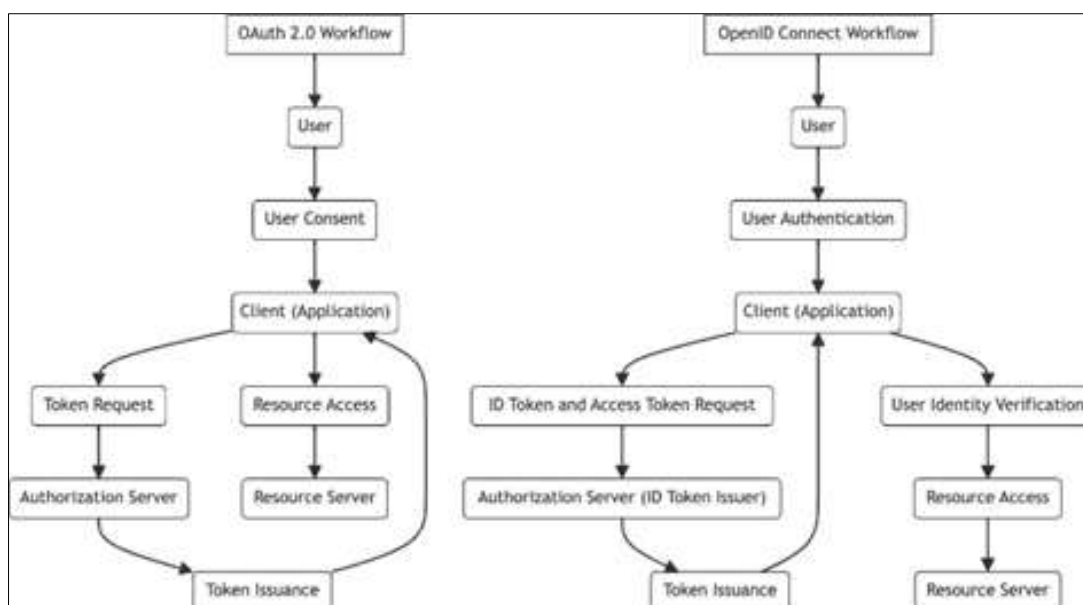 OAuth 2.0 Workflow
User
User Consent
Client (Application)
Token Request
Resource Access
Authorization Server
Resource Server
Token Issuance
OpenID Connect Workflow
User
User Authentication
Client (Application)
ID Token and Access Token Request
User Identity Verification
Authorization Server (ID Token Issuer)
Resource Access
Token Issuance
Resource Server